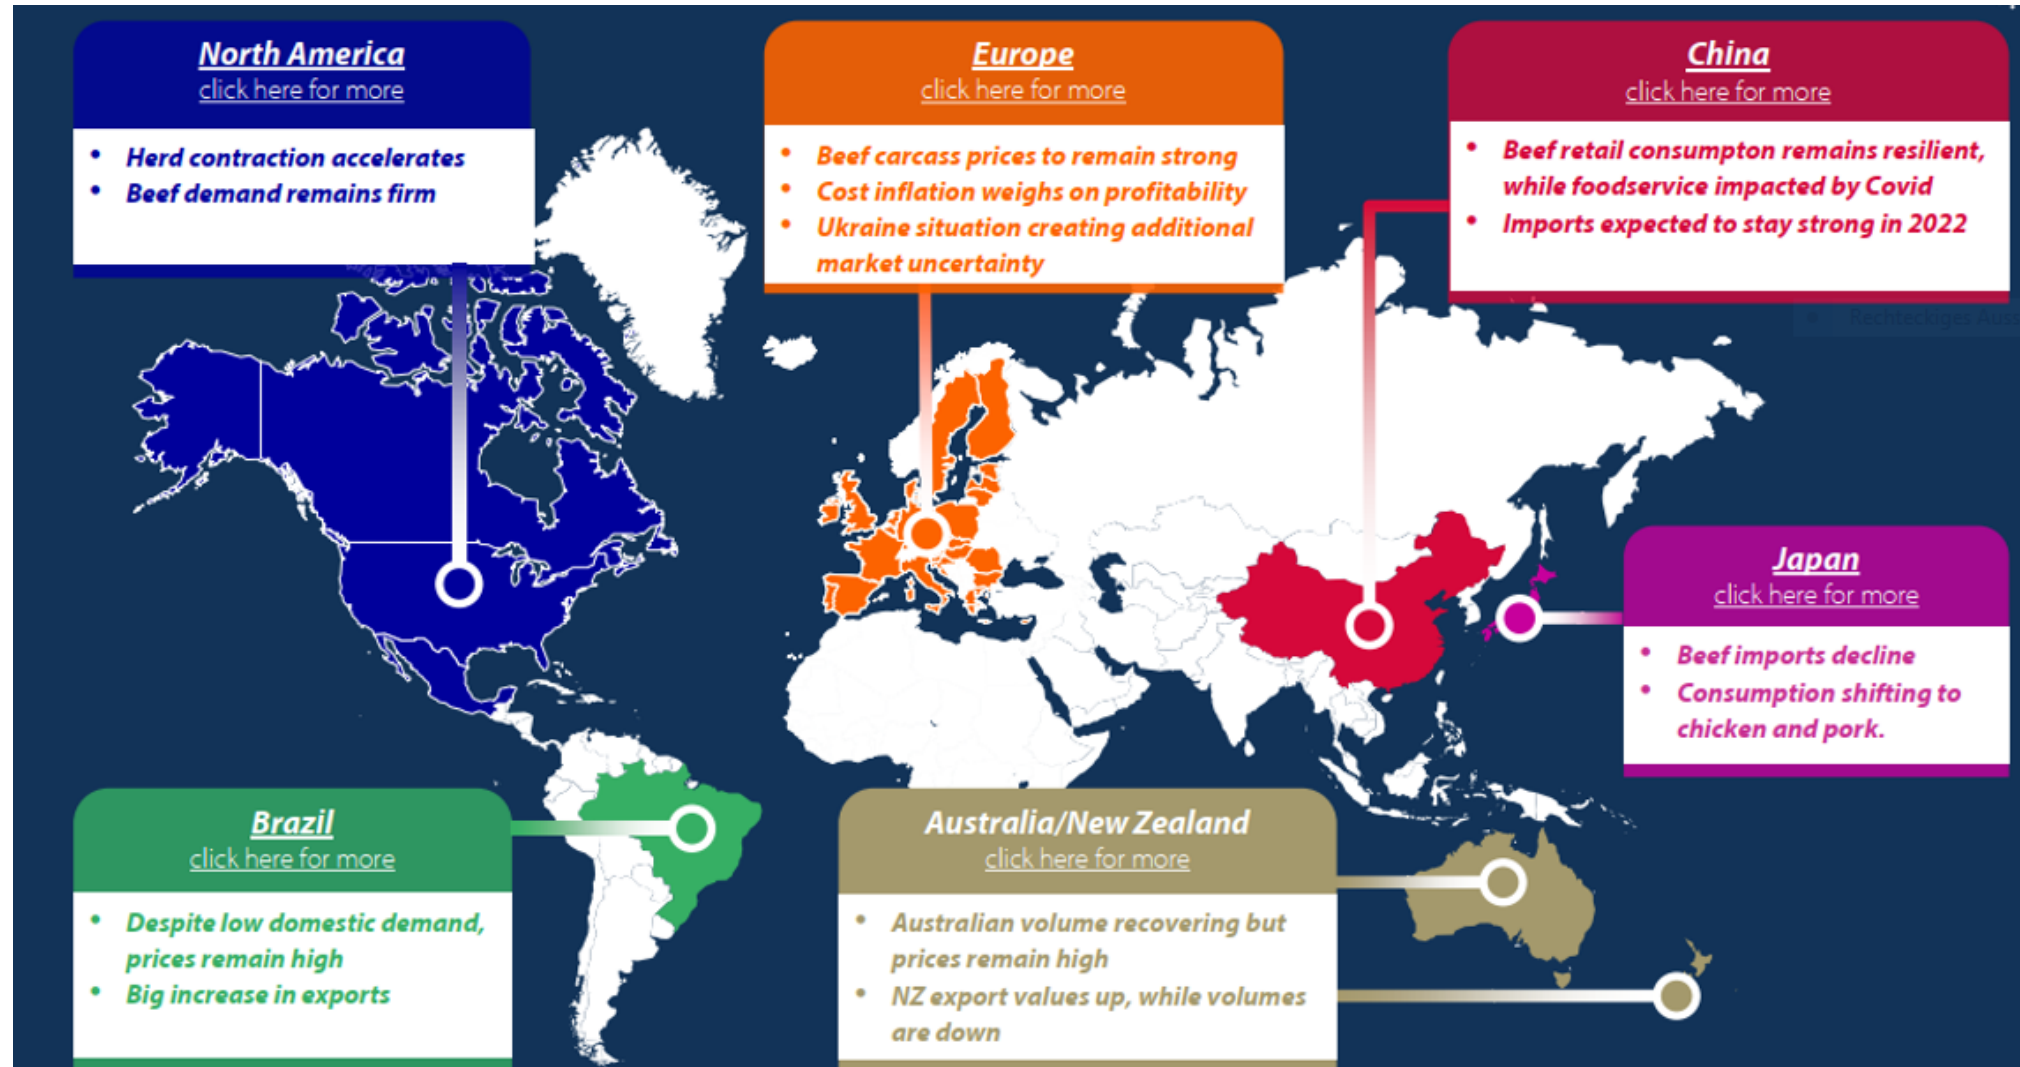 North America
click here for more
• Herd contraction accelerates
• Beef demand remains firm
Europe
click here for more
• Beef carcass prices to remain strong
• Cost inflation weighs on profitability
• Ukraine situation creating additional
market uncertainty
China
click here for more
• Beef retail consumpton remains resilient,
while foodservice impacted by Covid
• Imports expected to stay strong in 2022
• Rechteckiges Auss
Japan
click here for more
• Beef imports decline
• Consumption shifting to
chicken and pork.
Brazil
click here for more
• Despite low domestic demand,
prices remain high
• Big increase in exports
Australia/New Zealand
click here for more
• Australian volume recovering but
prices remain high
• NZ export values up, while volumes
are down